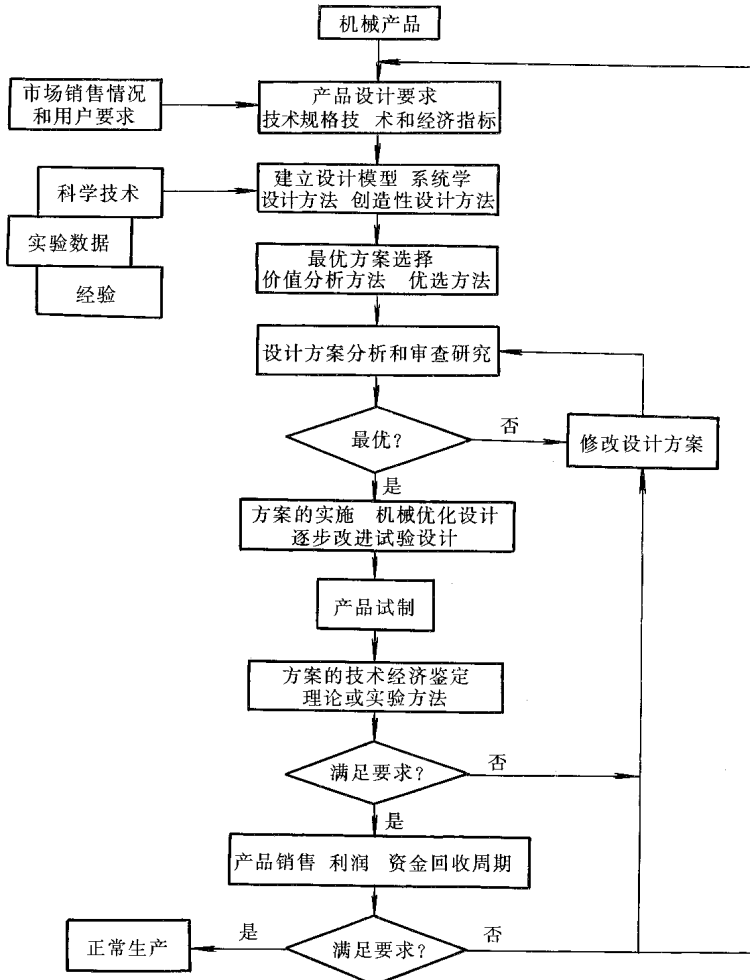 机械产品
市场销售情况
和用户要求
产品设计要求
技术规格技 术和经济指标
科学技术
实验数据
经验
建立设计模型 系统学
设计方法 创造性设计方法
最优方案选择
价值分析方法 优选方法
设计方案分析和审查研究
最优?
否
修改设计方案
是
方案的实施 机械优化设计
逐步改进试验设计
产品试制
方案的技术经济鉴定
理论或实验方法
满足要求?
否
是
产品销售 利润 资金回收周期
满足要求?
是
正常生产
否